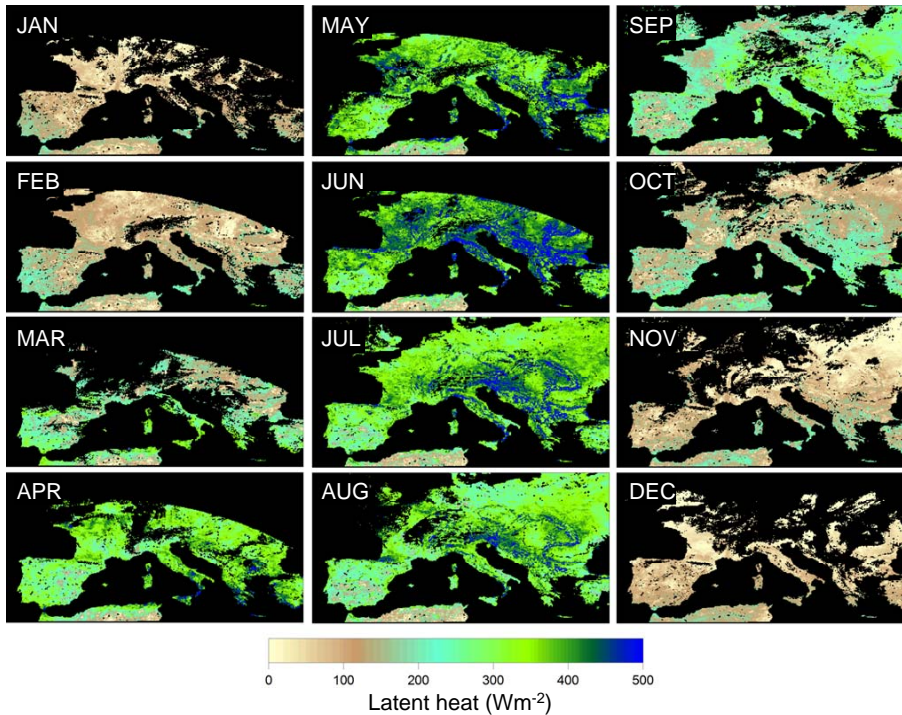 JAN MAY SEP
FEB JUN OCT
MAR JUL NOV
APR AUG DEC
0 100 200 300 400 500
Latent heat (Wm⁻²)